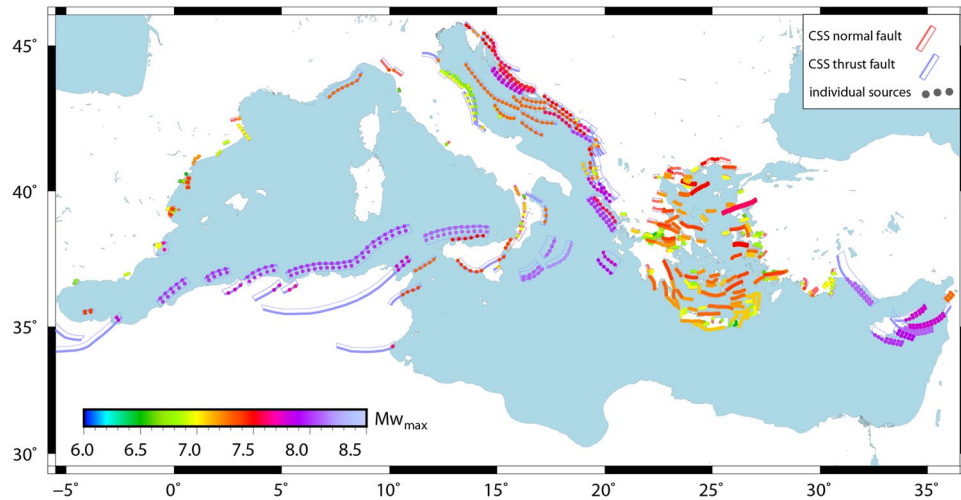 45°
40°
35°
30°
CSS normal fault
CSS thrust fault
individual sources
Mw max
6.0 6.5 7.0 7.5 8.0 8.5
−5° 0° 5° 10° 15° 20° 25° 30° 35°